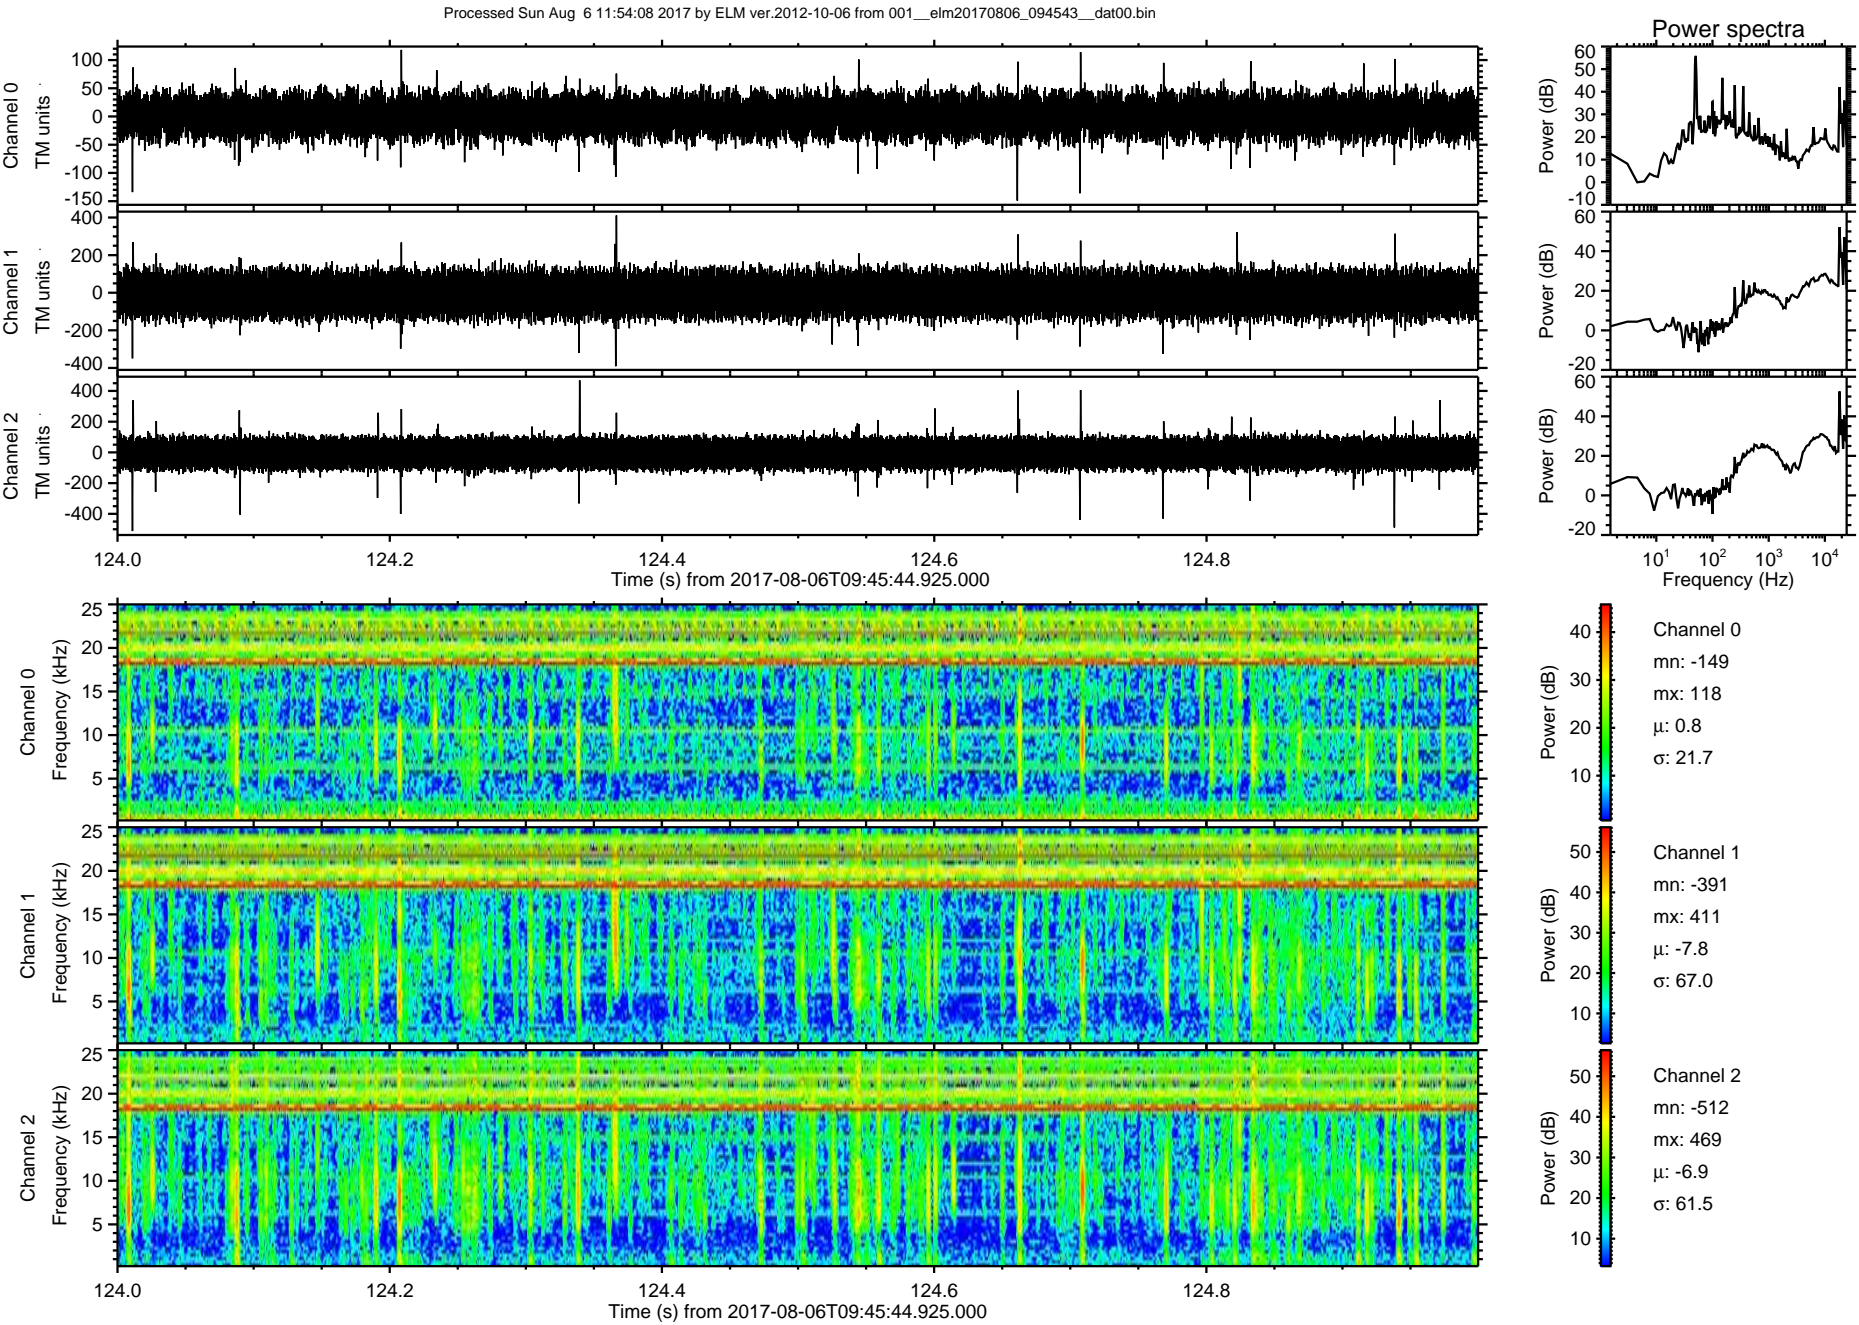 Processed Sun Aug 6 11:54:08 2017 by ELM ver.2012-10-06 from 001__elm20170806_094543__dat00.bin
Power spectra
Channel 0
TM units
100
50
0
-50
-100
-150
Power (dB)
60
50
40
30
20
10
0
-10
Channel 1
TM units
400
200
0
-200
-400
Power (dB)
60
40
20
0
-20
Channel 2
TM units
400
200
0
-200
-400
Power (dB)
60
40
20
0
-20
124.0 124.2 124.4 124.6 124.8
Time (s) from 2017-08-06T09:45:44.925.000
10¹ 10² 10³ 10⁴
Frequency (Hz)
Channel 0
Frequency (kHz)
25
20
15
10
5
Power (dB)
40
30
20
10
Channel 0
mn: -149
mx: 118
μ: 0.8
σ: 21.7
Channel 1
Frequency (kHz)
25
20
15
10
5
Power (dB)
50
40
30
20
10
Channel 1
mn: -391
mx: 411
μ: -7.8
σ: 67.0
Channel 2
Frequency (kHz)
25
20
15
10
5
Power (dB)
50
40
30
20
10
Channel 2
mn: -512
mx: 469
μ: -6.9
σ: 61.5
124.0 124.2 124.4 124.6 124.8
Time (s) from 2017-08-06T09:45:44.925.000